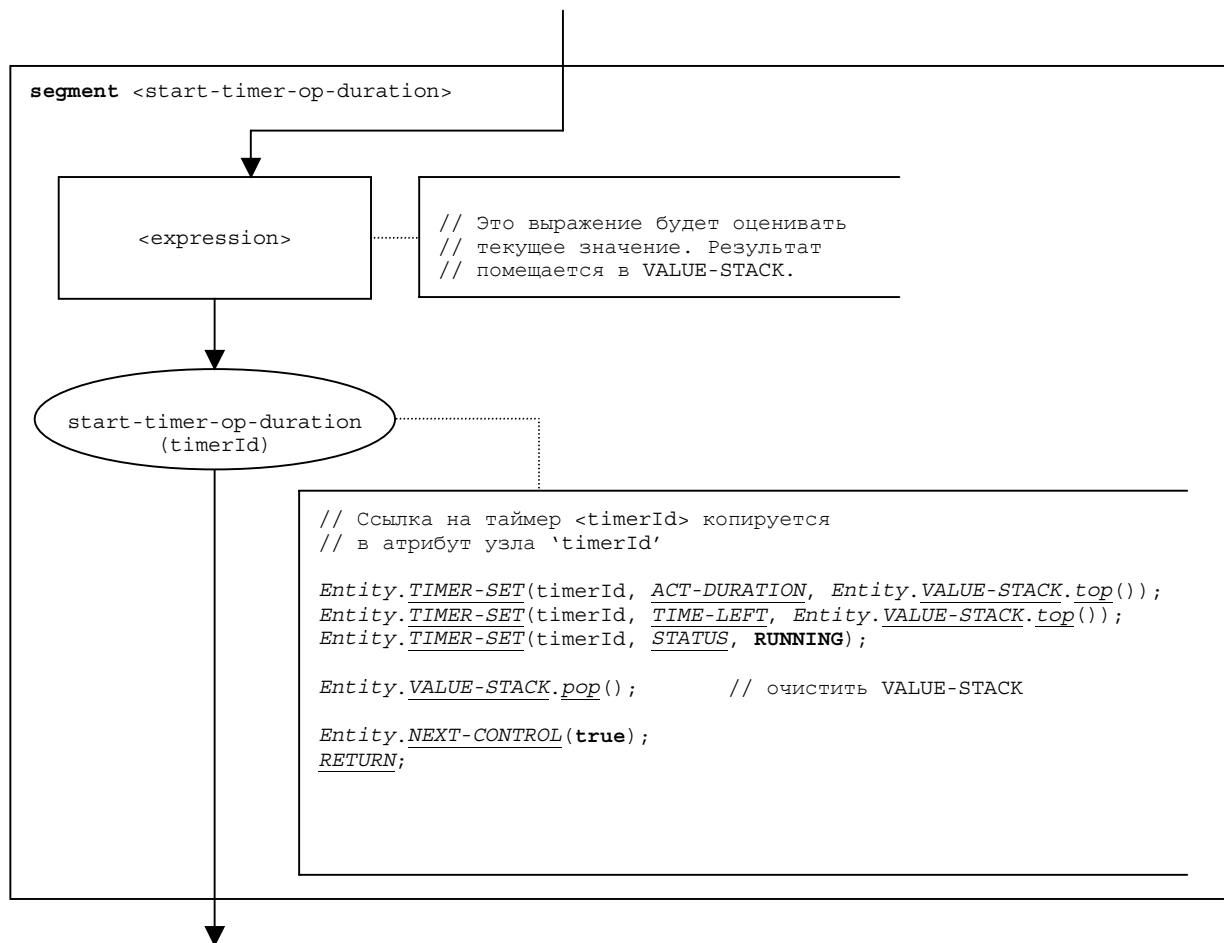 segment <start-timer-op-duration>
<expression>
// Это выражение будет оценивать
// текущее значение. Результат
// помещается в VALUE-STACK.
start-timer-op-duration
(timerId)
// Ссылка на таймер <timerId> копируется
// в атрибут узла ‘timerId’
Entity.TIMER-SET(timerId, ACT-DURATION, Entity.VALUE-STACK.top());
Entity.TIMER-SET(timerId, TIME-LEFT, Entity.VALUE-STACK.top());
Entity.TIMER-SET(timerId, STATUS, RUNNING);
Entity.VALUE-STACK.pop(); // очистить VALUE-STACK
Entity.NEXT-CONTROL(true);
RETURN;